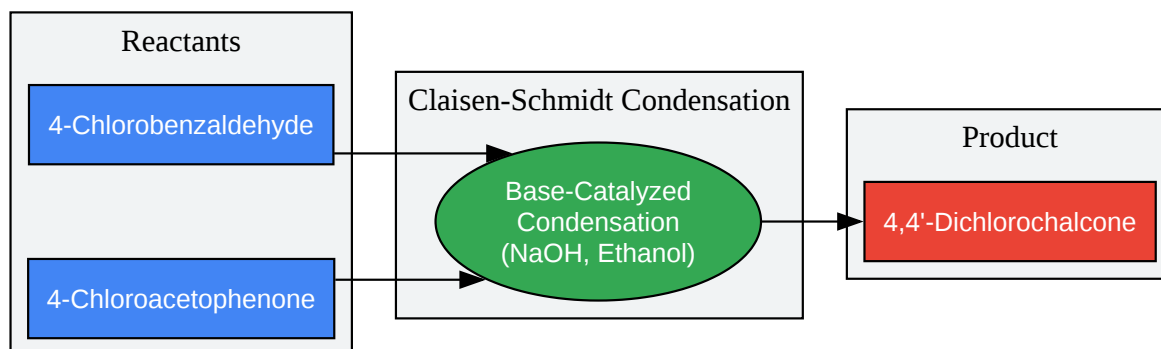 Reactants
4-Chlorobenzaldehyde
4-Chloroacetophenone
Claisen-Schmidt Condensation
Base-Catalyzed
Condensation
(NaOH, Ethanol)
Product
4,4'-Dichlorochalcone